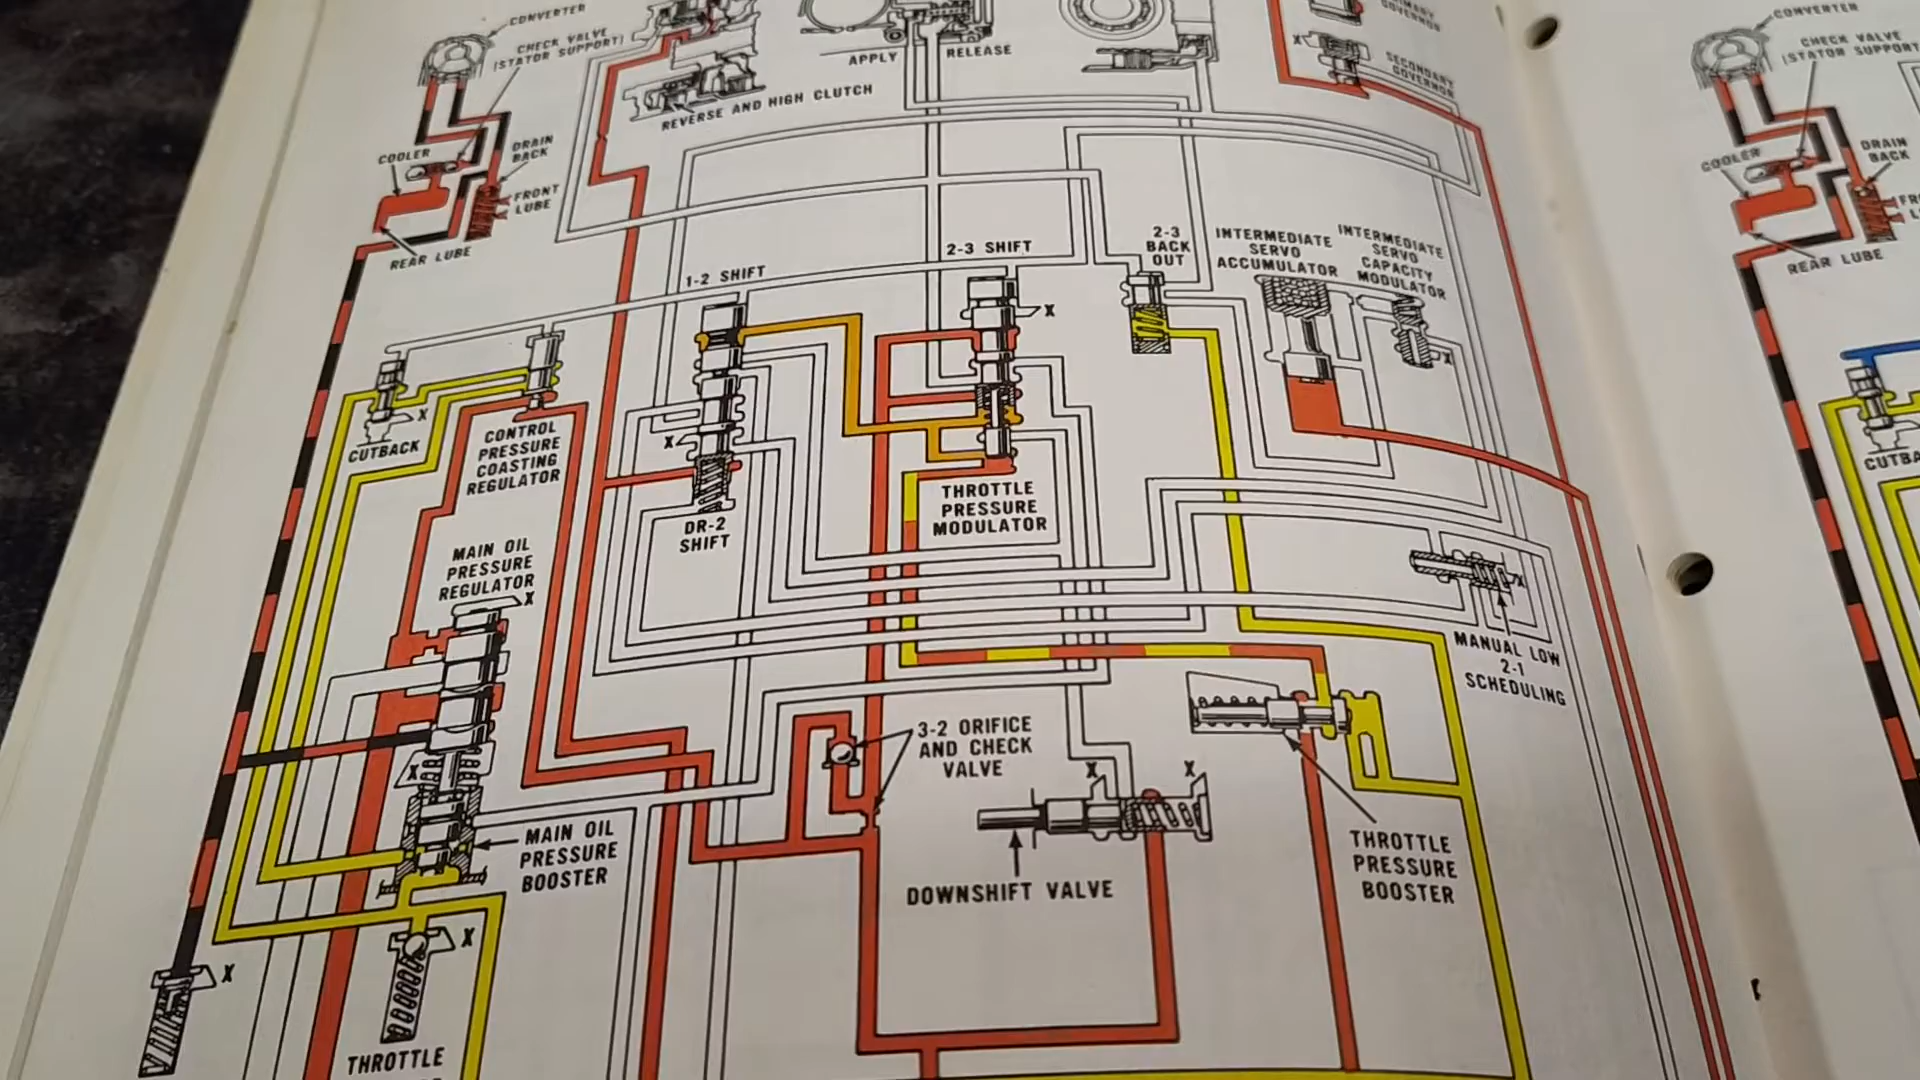 CONVERTER
CHECK VALVE
(STATOR SUPPORT)
COOLER
DRAIN
BACK
FRONT
LUBE
REAR LUBE
APPLY
RELEASE
REVERSE AND HIGH CLUTCH
X
SECONDARY
GOVERNOR
1-2 SHIFT
2-3 SHIFT
X
2-3
BACK
OUT
INTERMEDIATE
SERVO
ACCUMULATOR
INTERMEDIATE
SERVO
CAPACITY
MODULATOR
X
X
CUTBACK
CONTROL
PRESSURE
COASTING
REGULATOR
X
DR-2
SHIFT
THROTTLE
PRESSURE
MODULATOR
MAIN OIL
PRESSURE
REGULATOR
X
X
MANUAL LOW
2-1
SCHEDULING
3-2 ORIFICE
AND CHECK
VALVE
X
X
X
MAIN OIL
PRESSURE
BOOSTER
DOWNSHIFT VALVE
THROTTLE
PRESSURE
BOOSTER
X
X
THROTTLE
CONVERTER
CHECK VALVE
(STATOR SUPPORT
COOLER
DRAIN
BACK
REAR LUBE